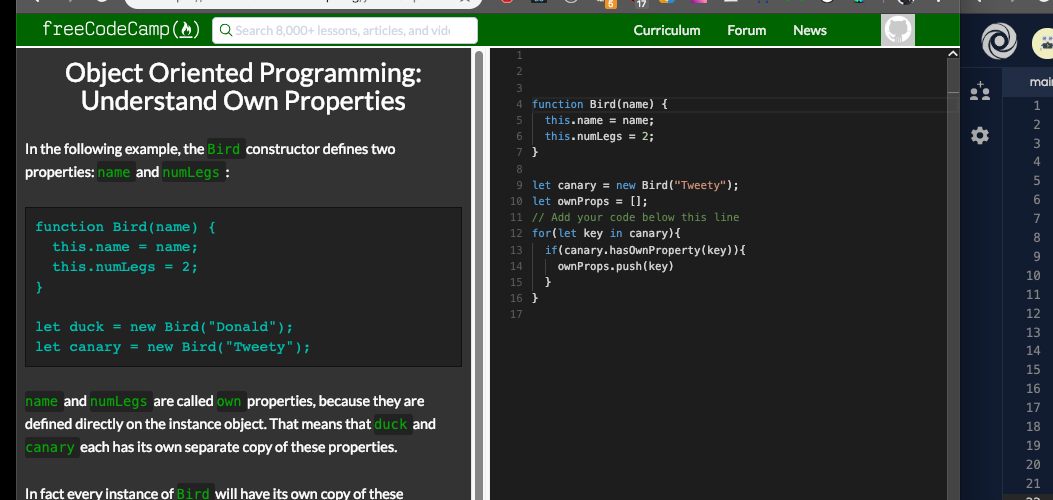 6
17
freeCodeCamp
Search 8,000+ lessons, articles, and vide
Curriculum
Forum
News
Object Oriented Programming:
Understand Own Properties
In the following example, the Bird constructor defines two
properties: name and numLegs :
function Bird(name) {
  this.name = name;
  this.numLegs = 2;
}
let duck = new Bird("Donald");
let canary = new Bird("Tweety");
name and numLegs are called own properties, because they are
defined directly on the instance object. That means that duck and
canary each has its own separate copy of these properties.
In fact every instance of Bird will have its own copy of these
1
2
3
4 function Bird(name) {
5   this.name = name;
6   this.numLegs = 2;
7 }
8
9 let canary = new Bird("Tweety");
10 let ownProps = [];
11 // Add your code below this line
12 for(let key in canary){
13   if(canary.hasOwnProperty(key)){
14     ownProps.push(key)
15   }
16 }
17
mai
1
2
3
4
5
6
7
8
9
10
11
12
13
14
15
16
17
18
19
20
21